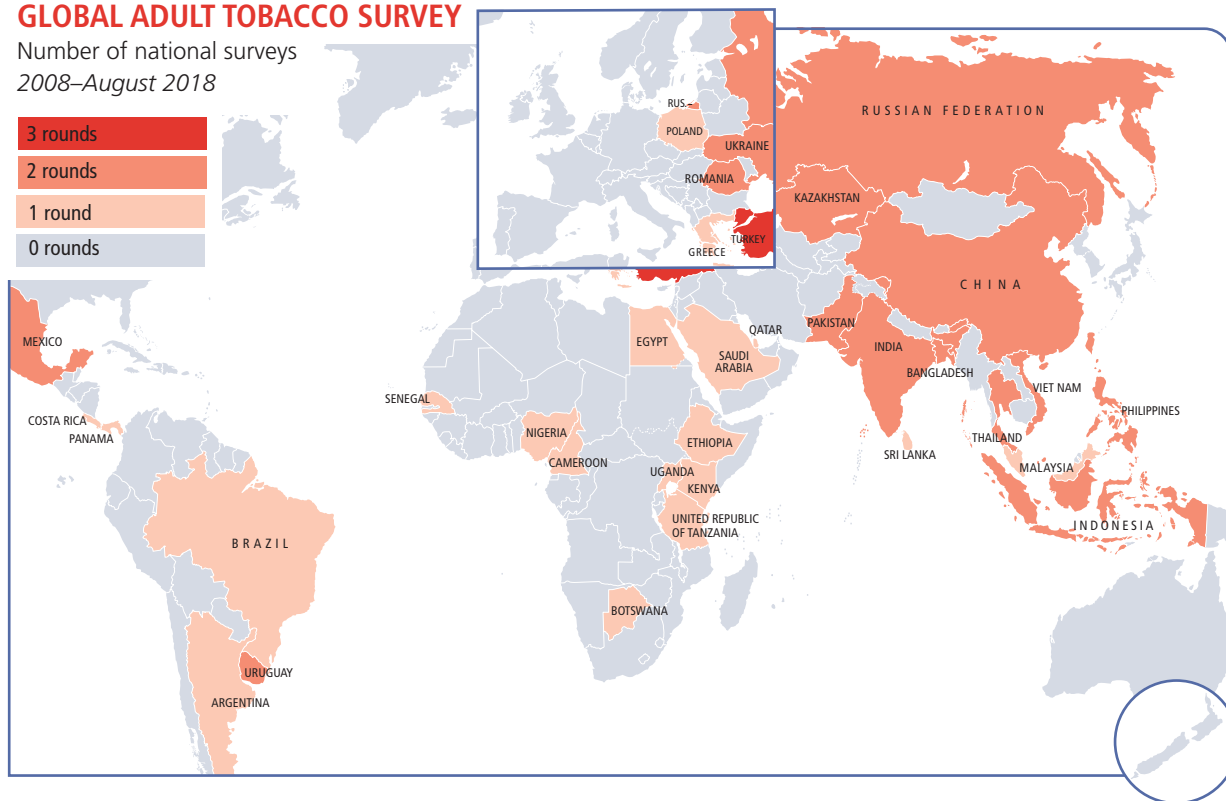 GLOBAL ADULT TOBACCO SURVEY
Number of national surveys
2008–August 2018
3 rounds
2 rounds
1 round
0 rounds
RUS.–
POLAND
UKRAINE
ROMANIA
TURKEY
GREECE
RUSSIAN FEDERATION
KAZAKHSTAN
CHINA
MEXICO
COSTA RICA
PANAMA
BRAZIL
URUGUAY
ARGENTINA
SENEGAL
NIGERIA
CAMEROON
EGYPT
SAUDI
ARABIA
QATAR
ETHIOPIA
UGANDA
KENYA
UNITED REPUBLIC
OF TANZANIA
BOTSWANA
PAKISTAN
INDIA
BANGLADESH
SRI LANKA
VIET NAM
THAILAND
PHILIPPINES
MALAYSIA
INDONESIA